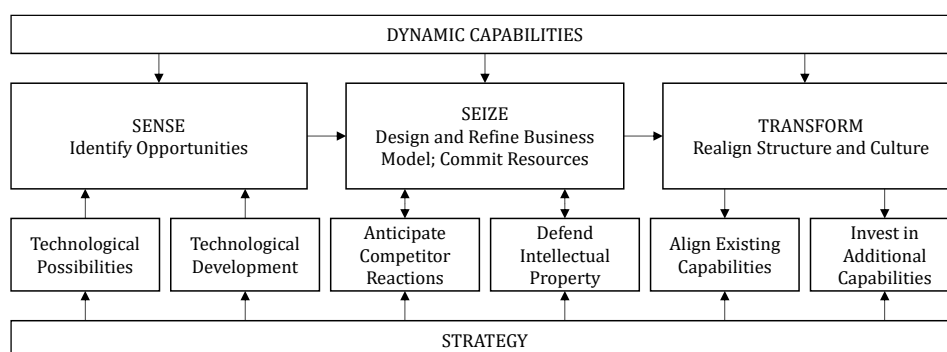 DYNAMIC CAPABILITIES
SENSE
Identify Opportunities
SEIZE
Design and Refine Business
Model; Commit Resources
TRANSFORM
Realign Structure and Culture
Technological
Possibilities
Technological
Development
Anticipate
Competitor
Reactions
Defend
Intellectual
Property
Align Existing
Capabilities
Invest in
Additional
Capabilities
STRATEGY